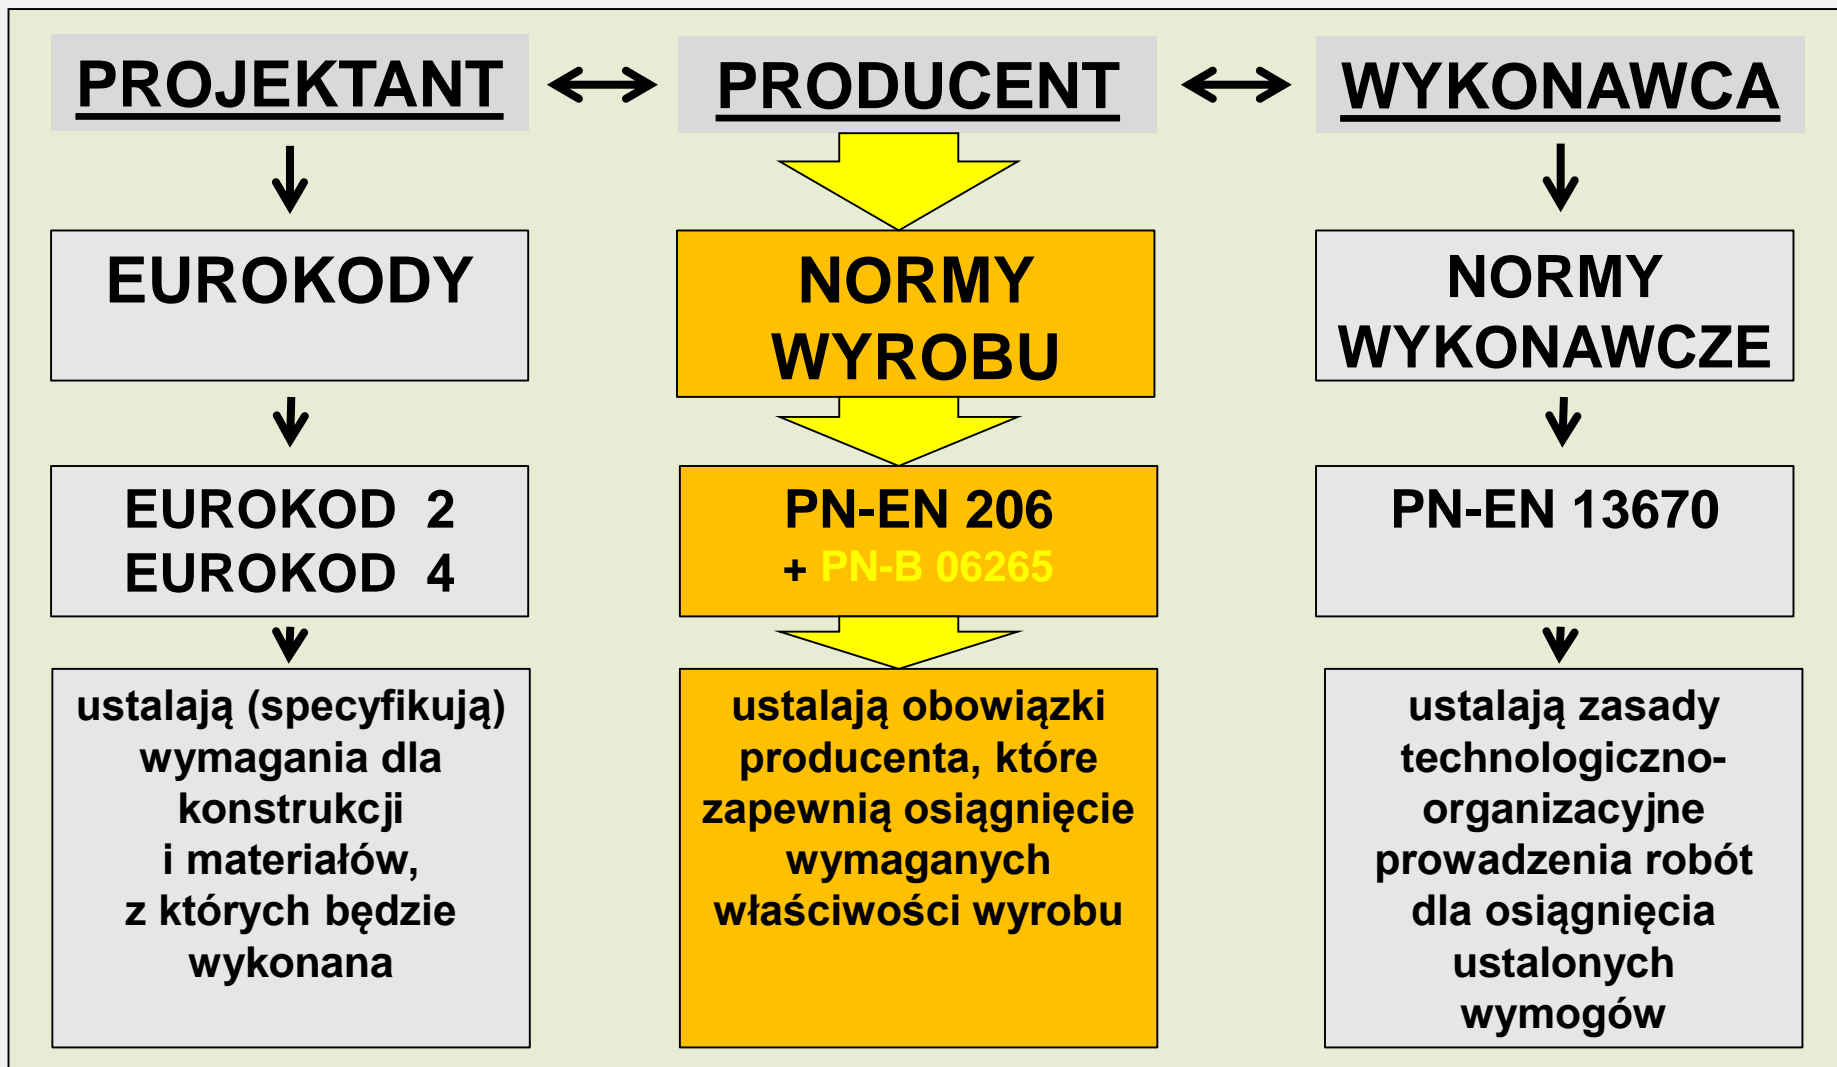 PROJEKTANT
PRODUCENT
WYKONAWCA
EUROKODY
NORMY
WYROBU
NORMY
WYKONAWCZE
EUROKOD 2
EUROKOD 4
PN-EN 206
+ PN-B 06265
PN-EN 13670
ustalają (specyfikują)
wymagania dla
konstrukcji
i materiałów,
z których będzie
wykonana
ustalają obowiązki
producenta, które
zapewnią osiągnięcie
wymaganych
właściwości wyrobu
ustalają zasady
technologiczno-
organizacyjne
prowadzenia robót
dla osiągnięcia
ustalonych
wymogów